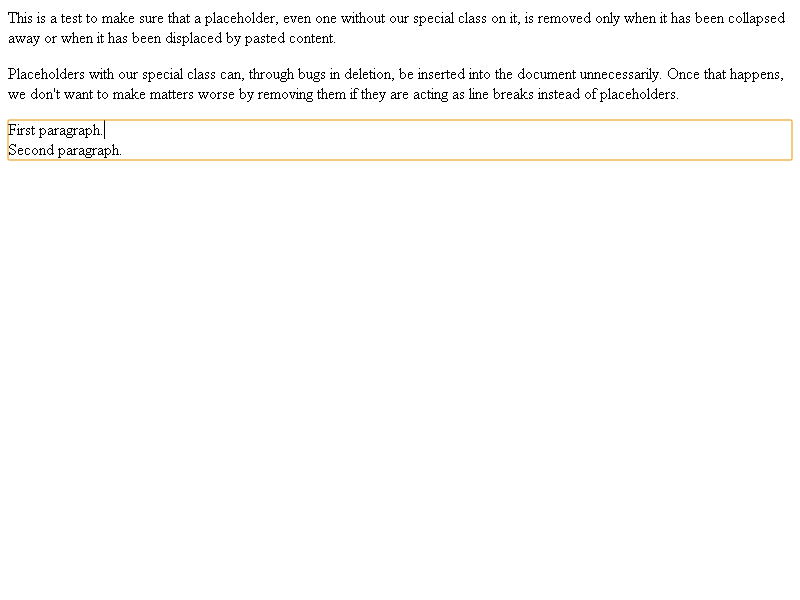 This is a test to make sure that a placeholder, even one without our special class on it, is removed only when it has been collapsed
away or when it has been displaced by pasted content.
Placeholders with our special class can, through bugs in deletion, be inserted into the document unnecessarily. Once that happens,
we don't want to make matters worse by removing them if they are acting as line breaks instead of placeholders.
First paragraph.
Second paragraph.